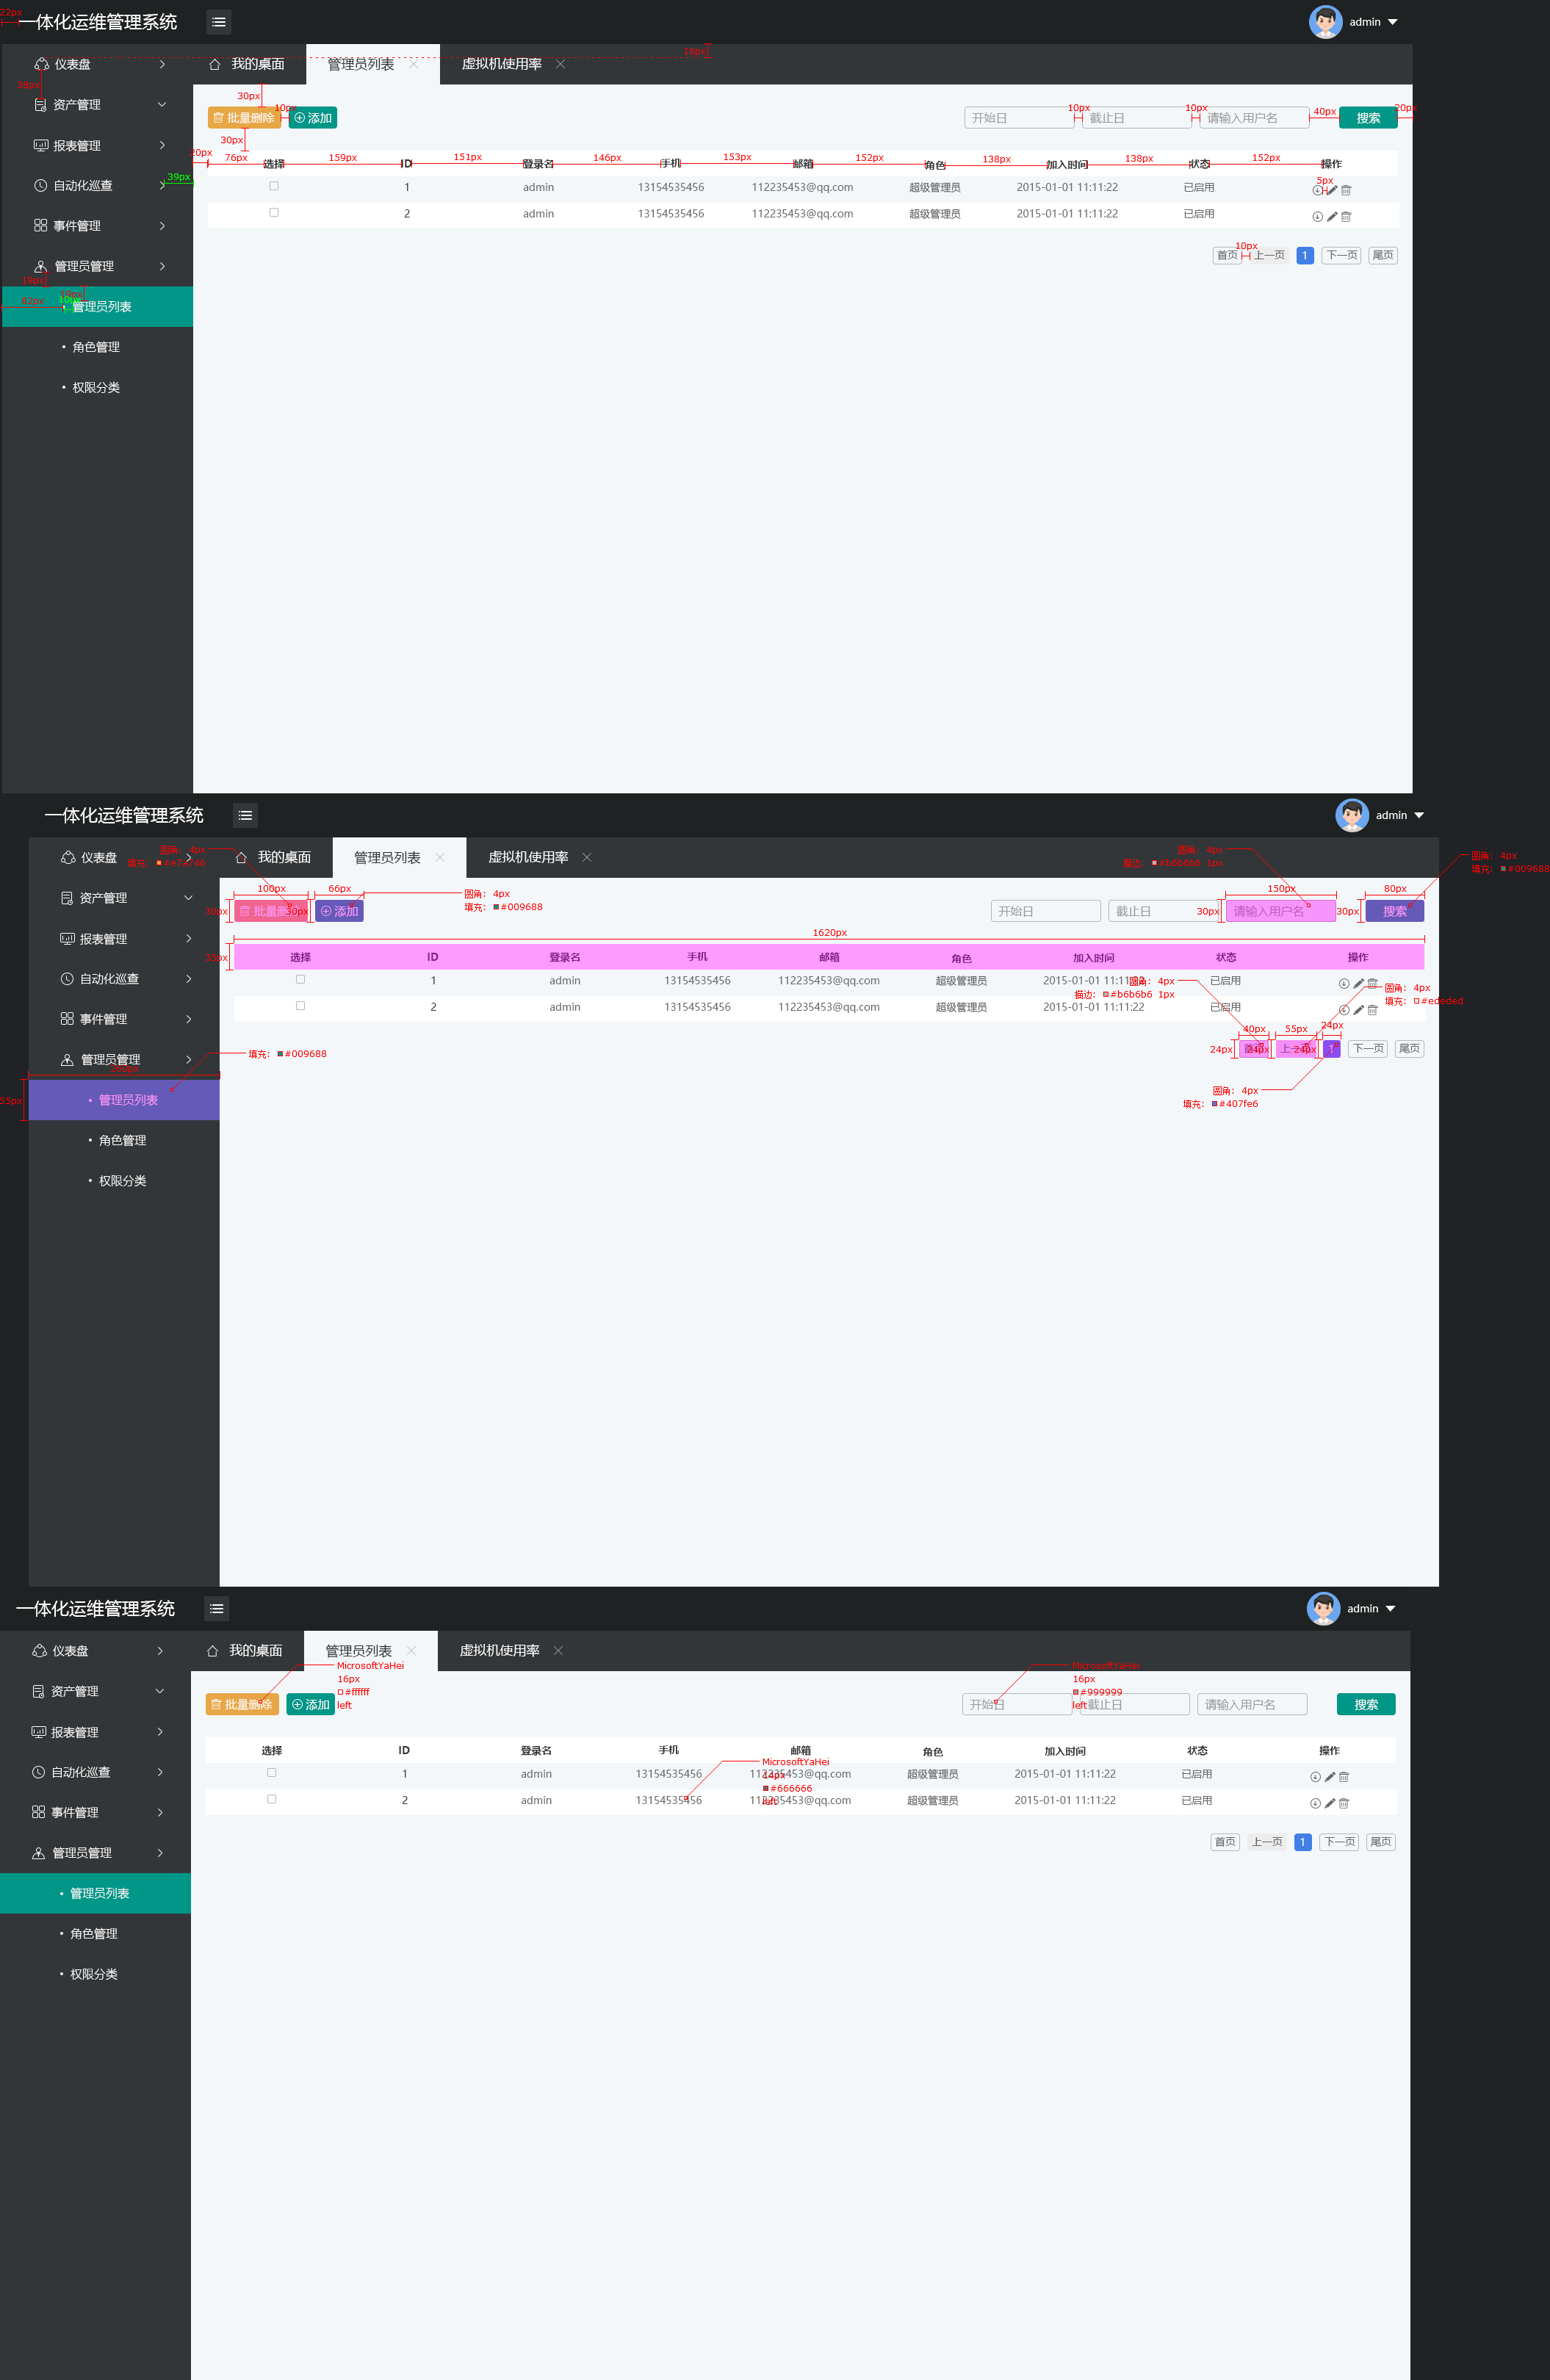 22px
一体化运维管理系统
admin
18px
仪表盘
我的桌面
管理员列表
虚拟机使用率
38px
资产管理
30px
10px
批量删除
添加
开始日
10px
截止日
10px
请输入用户名
40px
搜索
20px
报表管理
30px
20px
76px
选择
159px
ID
151px
登录名
146px
手机
153px
邮箱
152px
角色
138px
加入时间
138px
状态
152px
操作
自动化巡查
39px
1
admin
13154535456
112235453@qq.com
超级管理员
2015-01-01 11:11:22
已启用
5px
2
admin
13154535456
112235453@qq.com
超级管理员
2015-01-01 11:11:22
已启用
事件管理
首页
10px
上一页
1
下一页
尾页
管理员管理
19px
19px
82px
10px
管理员列表
角色管理
权限分类
一体化运维管理系统
admin
仪表盘
圆角: 4px
填充: #e7a746
我的桌面
管理员列表
虚拟机使用率
圆角: 4px
描边: #b6b6b6 1px
圆角: 4px
填充: #009688
资产管理
100px
66px
圆角: 4px
填充: #009688
150px
80px
30px
批量删除
30px
添加
开始日
截止日
30px
请输入用户名
30px
搜索
报表管理
1620px
35px
选择
ID
登录名
手机
邮箱
角色
加入时间
状态
操作
自动化巡查
1
admin
13154535456
112235453@qq.com
超级管理员
2015-01-01 11:11:22
已启用
圆角: 4px
描边: #b6b6b6 1px
圆角: 4px
填充: #ededed
2
admin
13154535456
112235453@qq.com
超级管理员
2015-01-01 11:11:22
已启用
事件管理
40px
55px
24px
24px
首页
24px
上一页
24px
1
下一页
尾页
管理员管理
填充: #009688
260px
55px
管理员列表
圆角: 4px
填充: #407fe6
角色管理
权限分类
一体化运维管理系统
admin
仪表盘
我的桌面
管理员列表
虚拟机使用率
MicrosoftYaHei
16px
#ffffff
left
MicrosoftYaHei
16px
#999999
left
资产管理
批量删除
添加
开始日
截止日
请输入用户名
搜索
报表管理
选择
ID
登录名
手机
邮箱
角色
加入时间
状态
操作
MicrosoftYaHei
14px
#666666
left
自动化巡查
1
admin
13154535456
112235453@qq.com
超级管理员
2015-01-01 11:11:22
已启用
2
admin
13154535456
112235453@qq.com
超级管理员
2015-01-01 11:11:22
已启用
事件管理
首页
上一页
1
下一页
尾页
管理员管理
管理员列表
角色管理
权限分类